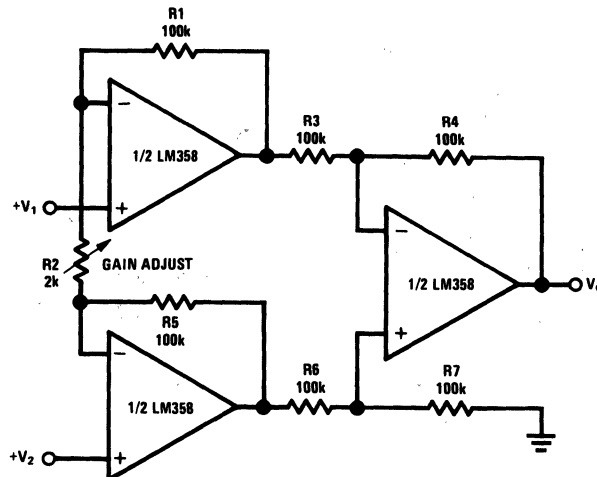 R1
100k
−
1/2 LM358
+
+V₁
R2
2k
GAIN ADJUST
R3
100k
R4
100k
−
1/2 LM358
+
R5
100k
−
1/2 LM358
+
+V₂
R6
100k
R7
100k